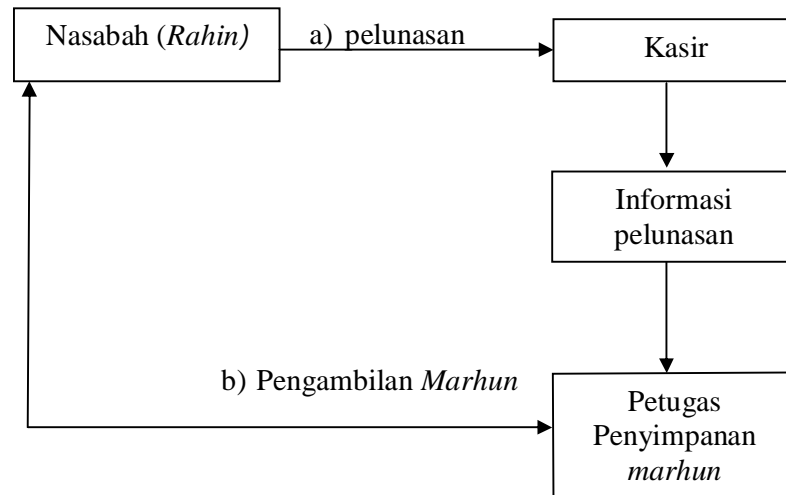 Nasabah (Rahin)
a) pelunasan
Kasir
Informasi
pelunasan
b) Pengambilan Marhun
Petugas
Penyimpanan
marhun